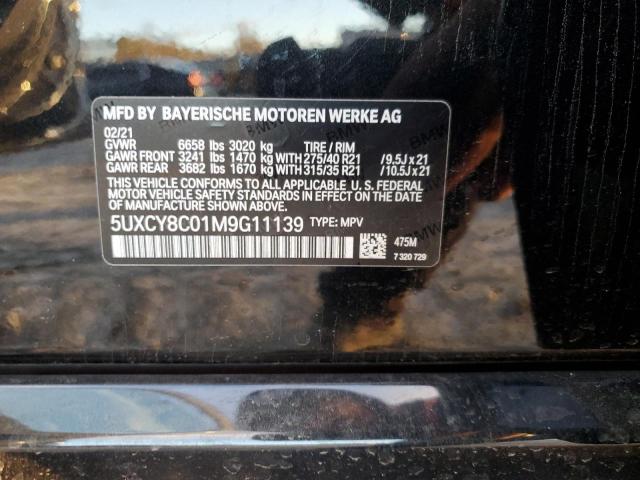 MFD BY BAYERISCHE MOTOREN WERKE AG
02/21
GVWR 6658 lbs 3020 kg TIRE / RIM
GAWR FRONT 3241 lbs 1470 kg WITH 275/40 R21 /9.5J x 21
GAWR REAR 3682 lbs 1670 kg WITH 315/35 R21 /10.5J x 21
THIS VEHICLE CONFORMS TO ALL APPLICABLE U. S. FEDERAL
MOTOR VEHICLE SAFETY STANDARDS IN EFFECT ON THE
DATE OF MANUFACTURE SHOWN ABOVE.
5UXCY8C01M9G11139 TYPE: MPV
475M
7 320 729